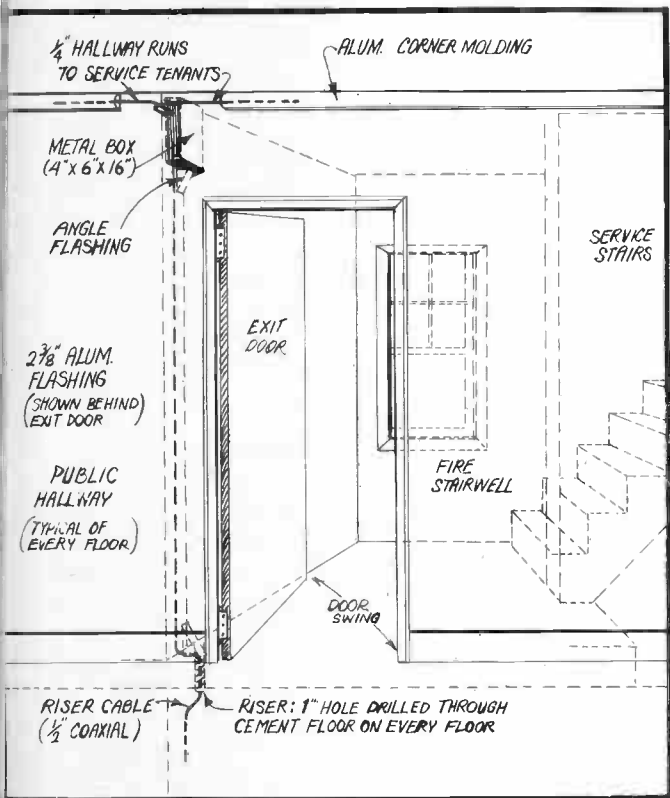 1/4" HALLWAY RUNS
TO SERVICE TENANTS
ALUM. CORNER MOLDING
METAL BOX
(4"X 6"X 16")
ANGLE
FLASHING
SERVICE
STAIRS
EXIT
DOOR
2 3/8" ALUM.
FLASHING
(SHOWN BEHIND
EXIT DOOR)
PUBLIC
HALLWAY
(TYPICAL OF
EVERY FLOOR)
FIRE
STAIRWELL
DOOR
SWING
RISER CABLE
(1/2" COAXIAL)
RISER: 1" HOLE DRILLED THROUGH
CEMENT FLOOR ON EVERY FLOOR